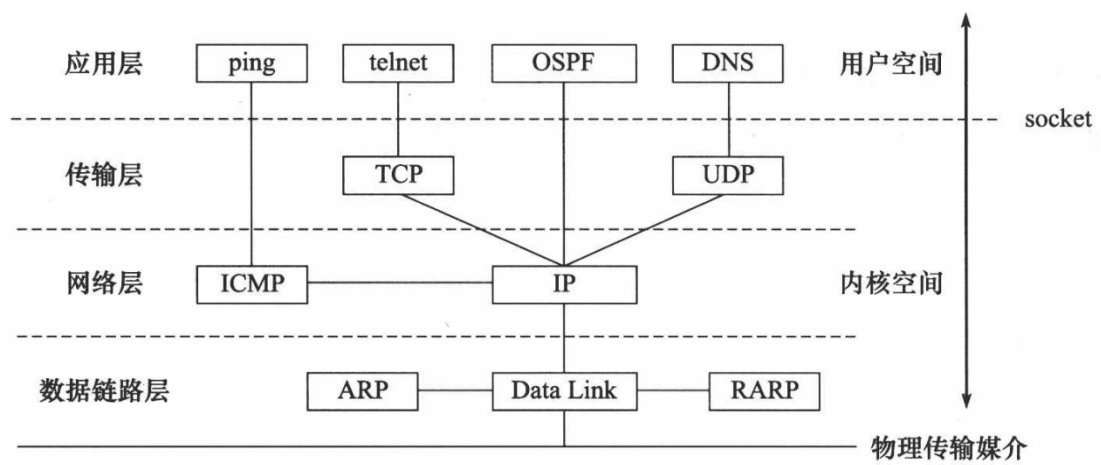 应用层 ping telnet OSPF DNS 用户空间
socket
传输层 TCP UDP
网络层 ICMP IP 内核空间
数据链路层 ARP Data Link RARP
物理传输媒介